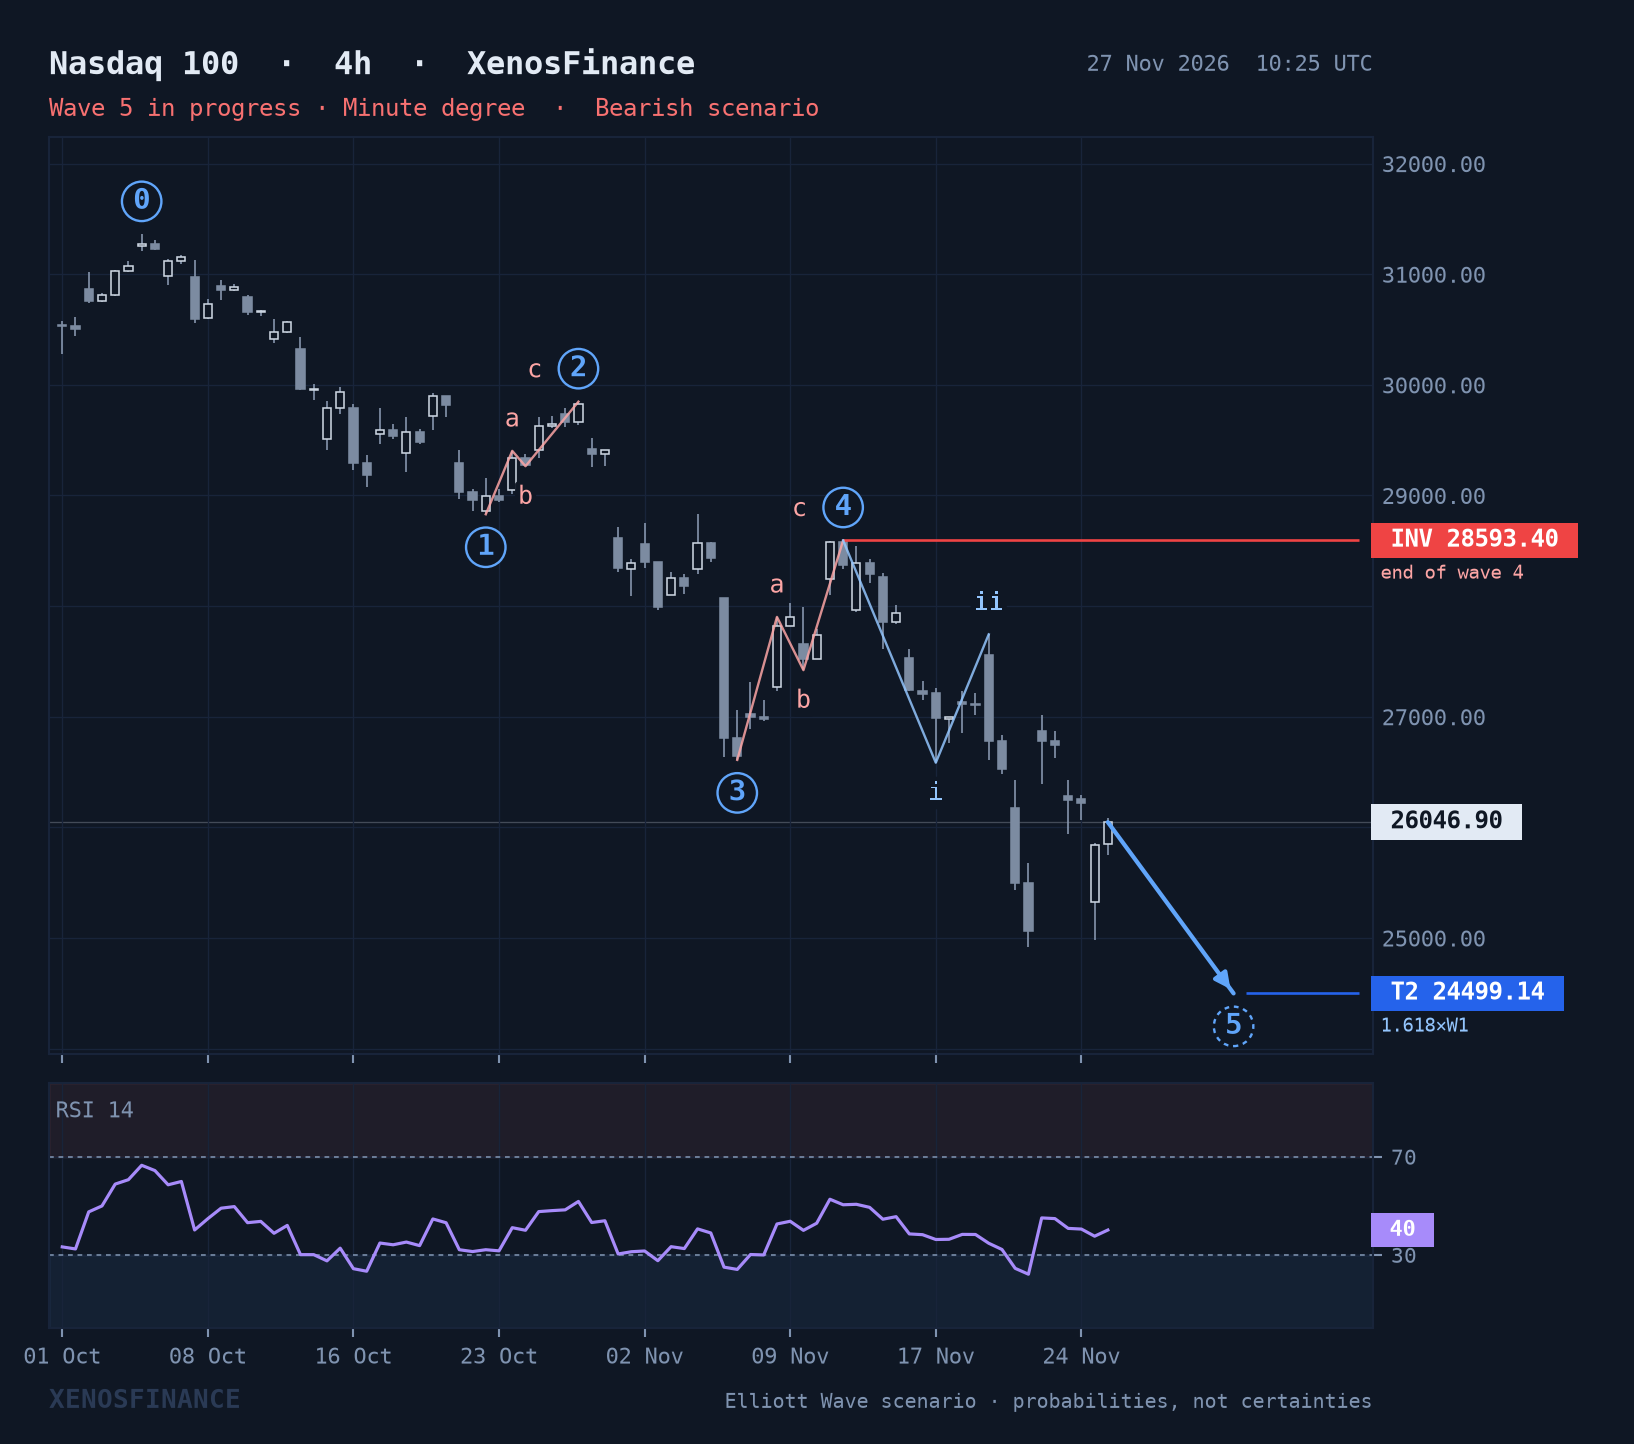 Nasdaq 100 · 4h · XenosFinance
27 Nov 2026 10:25 UTC
Wave 5 in progress · Minute degree · Bearish scenario
32000.00
0
31000.00
30000.00
c 2
a
29000.00
b
1
c 4
INV 28593.40
end of wave 4
a
ii
b
27000.00
3
i
26046.90
25000.00
T2 24499.14
5
1.618×W1
RSI 14
70
40
30
01 Oct 08 Oct 16 Oct 23 Oct 02 Nov 09 Nov 17 Nov 24 Nov
XENOSFINANCE
Elliott Wave scenario · probabilities, not certainties